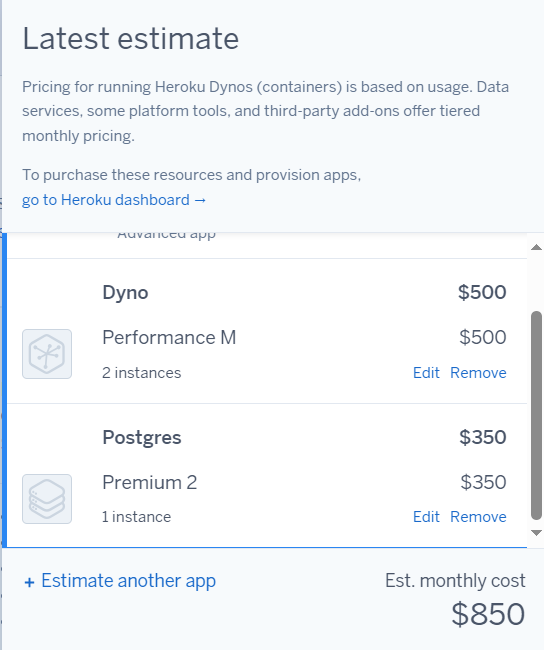 Latest estimate
Pricing for running Heroku Dynos (containers) is based on usage. Data
services, some platform tools, and third-party add-ons offer tiered
monthly pricing.
To purchase these resources and provision apps,
go to Heroku dashboard →
Advanced app
Dyno $500
Performance M $500
2 instances Edit Remove
Postgres $350
Premium 2 $350
1 instance Edit Remove
+ Estimate another app Est. monthly cost
$850